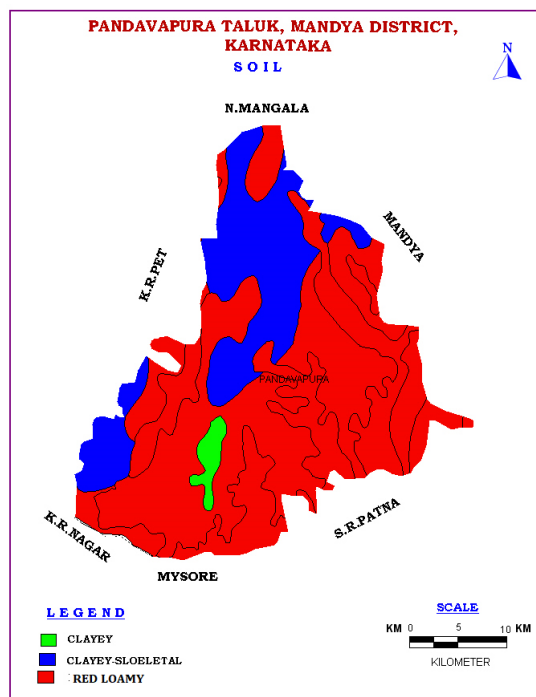 PANDAVAPURA TALUK, MANDYA DISTRICT,
KARNATAKA
SOIL
N
N.MANGALA
MANDYA
K.R.PET
PANDAVAPURA
K.R.NAGAR
S.R.PATNA
MYSORE
LEGEND
CLAYEY
CLAYEY-SLOELETAL
: RED LOAMY
SCALE
KM 0 5 10 KM
KILOMETER